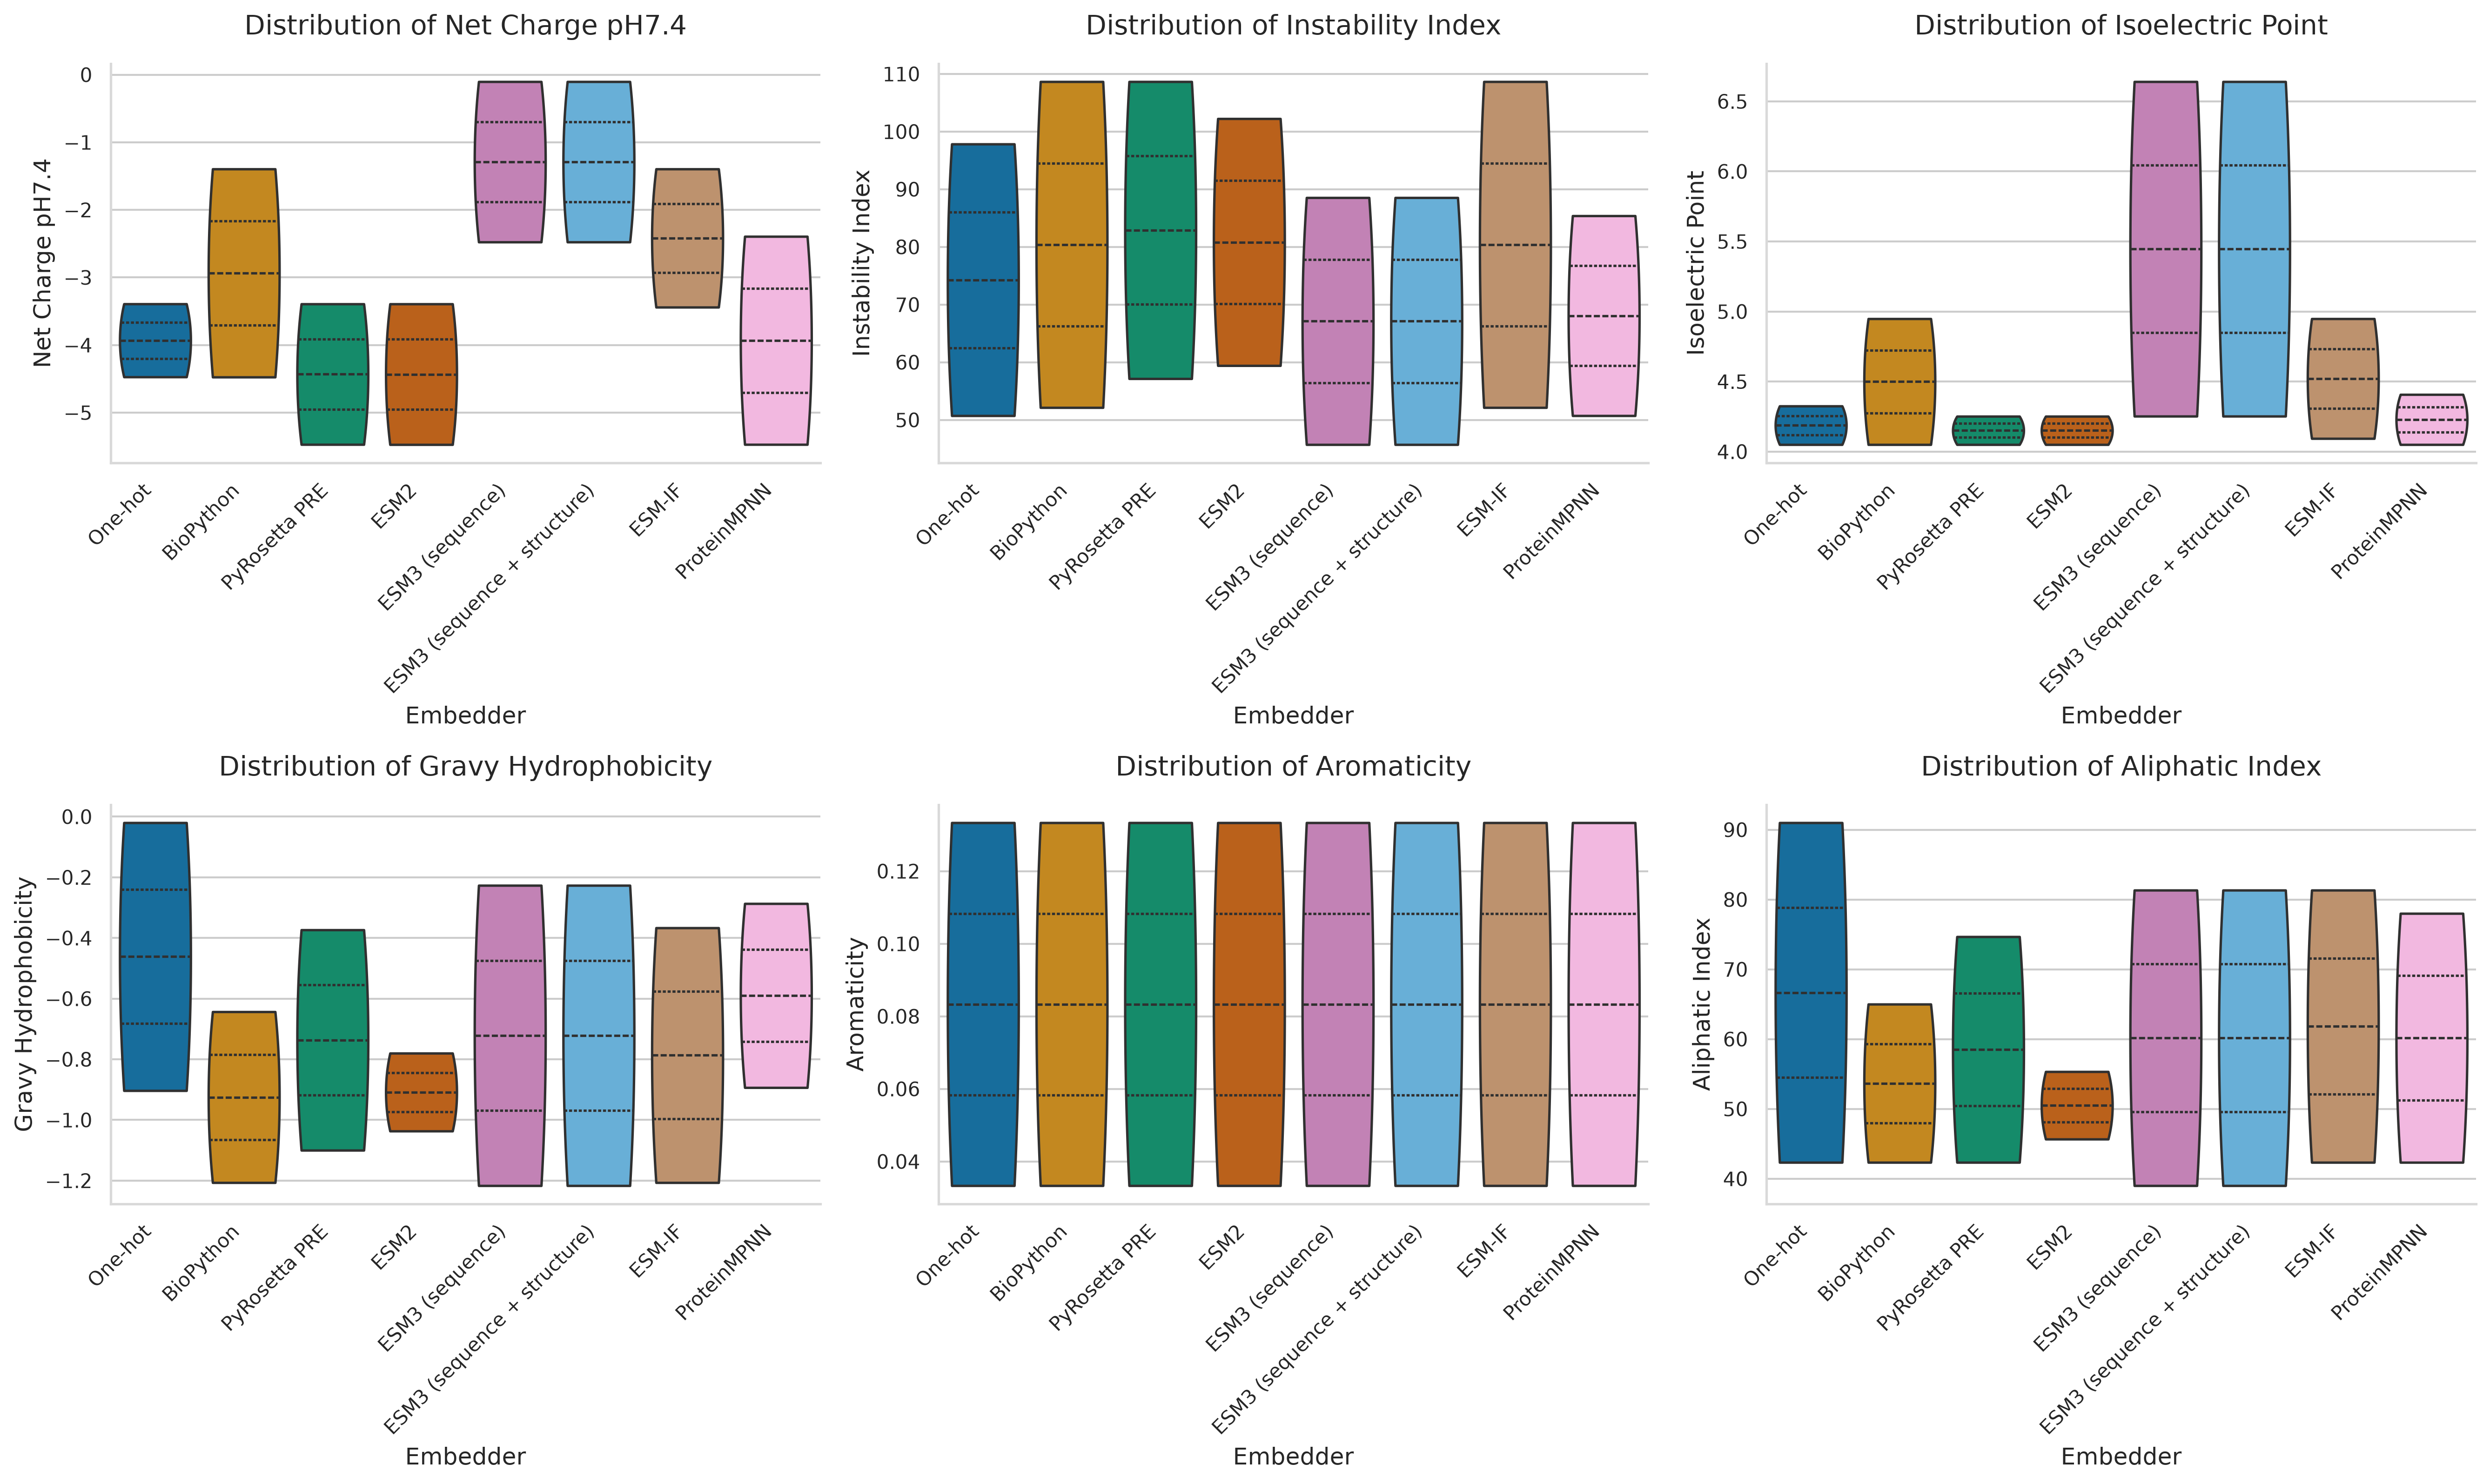 Distribution of Net Charge pH7.4
Net Charge pH7.4
0
−1
−2
−3
−4
−5
One-hot
BioPython
PyRosetta PRE
ESM2
ESM3 (sequence)
ESM3 (sequence + structure)
ESM-IF
ProteinMPNN
Embedder
Distribution of Instability Index
Instability Index
110
100
90
80
70
60
50
One-hot
BioPython
PyRosetta PRE
ESM2
ESM3 (sequence)
ESM3 (sequence + structure)
ESM-IF
ProteinMPNN
Embedder
Distribution of Isoelectric Point
Isoelectric Point
6.5
6.0
5.5
5.0
4.5
4.0
One-hot
BioPython
PyRosetta PRE
ESM2
ESM3 (sequence)
ESM3 (sequence + structure)
ESM-IF
ProteinMPNN
Embedder
Distribution of Gravy Hydrophobicity
Gravy Hydrophobicity
0.0
−0.2
−0.4
−0.6
−0.8
−1.0
−1.2
One-hot
BioPython
PyRosetta PRE
ESM2
ESM3 (sequence)
ESM3 (sequence + structure)
ESM-IF
ProteinMPNN
Embedder
Distribution of Aromaticity
Aromaticity
0.12
0.10
0.08
0.06
0.04
One-hot
BioPython
PyRosetta PRE
ESM2
ESM3 (sequence)
ESM3 (sequence + structure)
ESM-IF
ProteinMPNN
Embedder
Distribution of Aliphatic Index
Aliphatic Index
90
80
70
60
50
40
One-hot
BioPython
PyRosetta PRE
ESM2
ESM3 (sequence)
ESM3 (sequence + structure)
ESM-IF
ProteinMPNN
Embedder